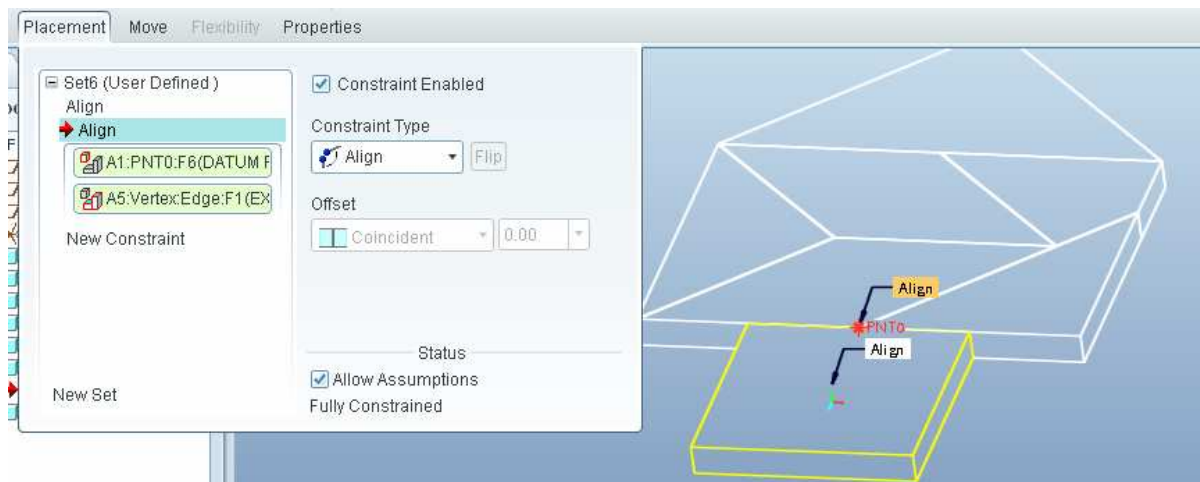 Placement Move Flexibility Properties
Set6 (User Defined )
Align
Align
A1:PNT0:F6(DATUM F
A5:Vertex:Edge:F1(EX
New Constraint
New Set
Constraint Enabled
Constraint Type
Align Flip
Offset
Coincident 0.00
Status
Allow Assumptions
Fully Constrained
Align
PNT0
Align